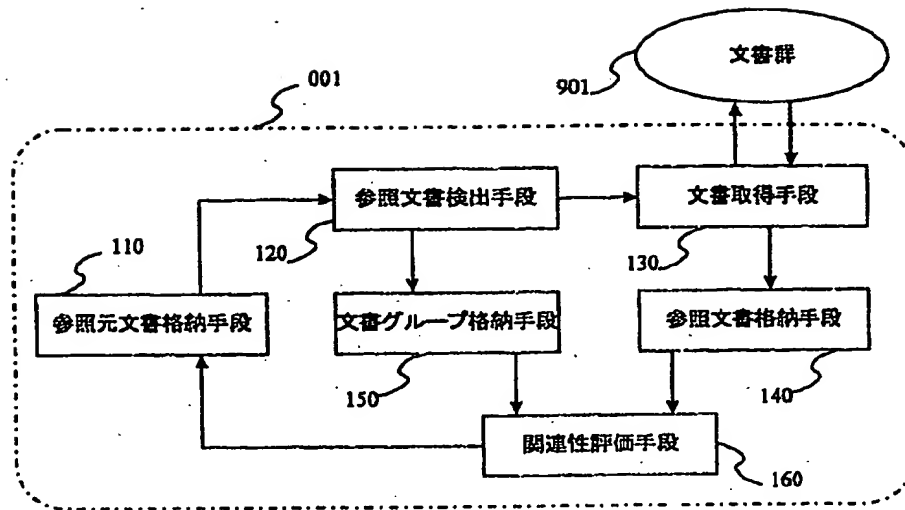 文書群
901
001
参照文書検出手段
120
文書取得手段
130
110
参照元文書格納手段
文書グループ格納手段
150
参照文書格納手段
140
関連性評価手段
160